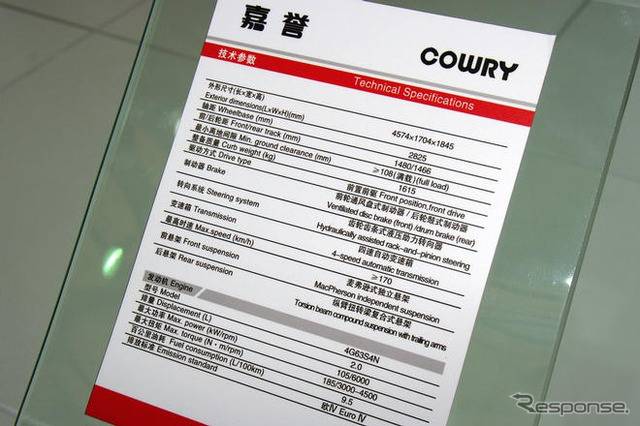 嘉誉 COWRY
技术参数 Technical Specifications
外形尺寸(长×宽×高)
Exterior dimensions(L×W×H)(mm) 4574×1704×1845
轴距 Wheelbase (mm) 2825
前/后轮距 Front/rear track (mm) 1480/1466
最小离地间隙 Min. ground clearance (mm) ≥108(满载)(full load)
整备质量 Curb weight (kg) 1615
驱动方式 Drive type 前置前驱 Front position,front drive
制动器 Brake 前轮通风盘式制动器 / 后轮鼓式制动器
Ventilated disc brake (front) /drum brake (rear)
转向系统 Steering system 齿轮齿条式液压助力转向器
Hydraulically assisted rack-and-pinion steering
变速箱 Transmission 四速自动变速箱
4-speed automatic transmission
最高时速 Max.speed (km/h) ≥170
前悬架 Front suspension 麦弗逊式独立悬架
MacPherson independent suspension
后悬架 Rear suspension 纵臂扭转梁复合式悬架
Torsion beam compound suspension with trailing arms
发动机 Engine
型号 Model 4G63S4N
排量 Displacement (L) 2.0
最大功率 Max. power (kW/rpm) 105/6000
最大扭矩 Max. torque (N·m/rpm) 185/3000-4500
百公里油耗 Fuel consumption (L/100km) 9.5
排放标准 Emission standard 欧Ⅳ Euro Ⅳ
Response.